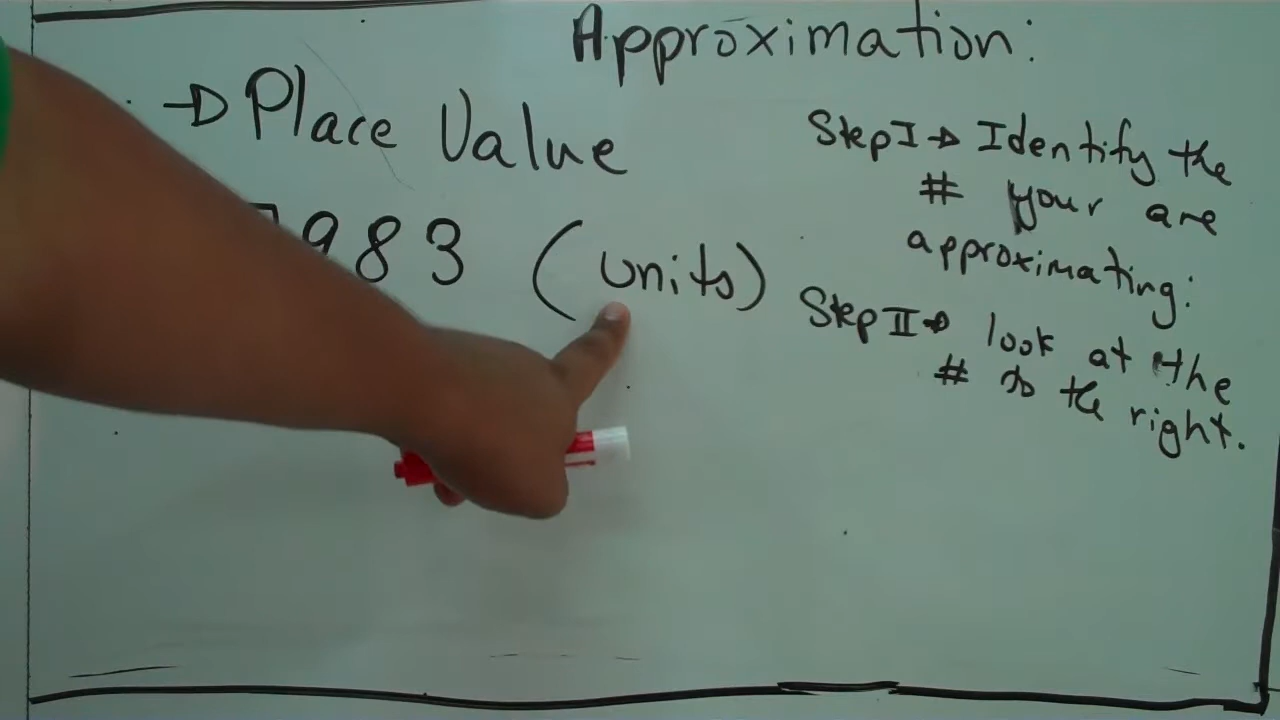 Approximation:
Place Value
983 (units)
Step I Identify the
# your are
approximating:
Step II look at the
# to the right.